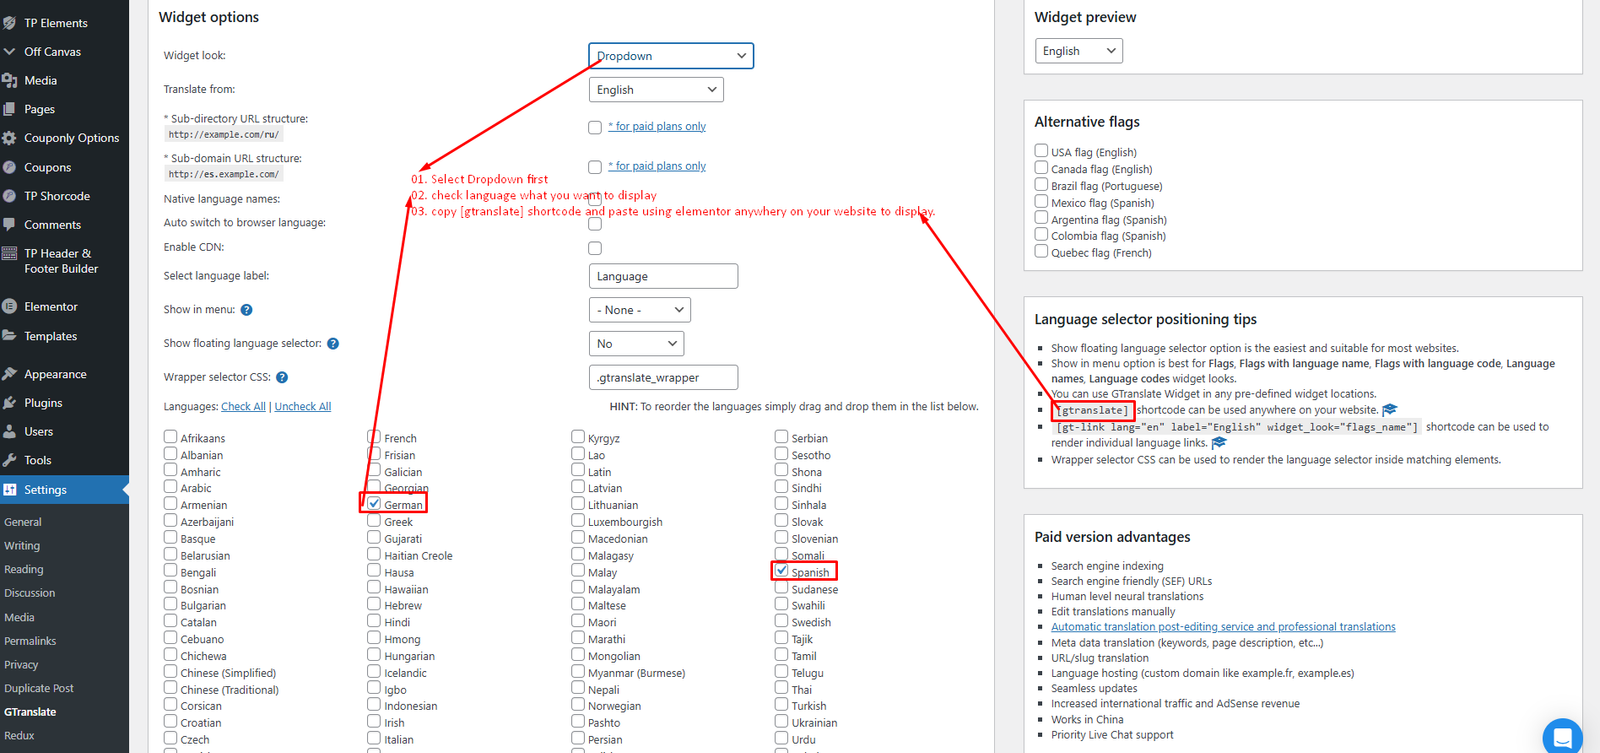 TP Elements
Off Canvas
Media
Pages
Couponly Options
Coupons
TP Shorcode
Comments
TP Header &
Footer Builder
Elementor
Templates
Appearance
Plugins
Users
Tools
Settings
General
Writing
Reading
Discussion
Media
Permalinks
Privacy
Duplicate Post
GTranslate
Redux
Widget options
Widget look:
Dropdown
Translate from:
English
* Sub-directory URL structure:
http://example.com/ru/
* for paid plans only
* Sub-domain URL structure:
http://es.example.com/
* for paid plans only
01. Select Dropdown first
02. check language what you want to display
03. copy [gtranslate] shortcode and paste using elementor anywhery on your website to display.
Native language names:
Auto switch to browser language:
Enable CDN:
Select language label:
Language
Show in menu: ?
- None -
Show floating language selector: ?
No
Wrapper selector CSS: ?
.gtranslate_wrapper
Languages: Check All | Uncheck All
HINT: To reorder the languages simply drag and drop them in the list below.
Afrikaans
Albanian
Amharic
Arabic
Armenian
Azerbaijani
Basque
Belarusian
Bengali
Bosnian
Bulgarian
Catalan
Cebuano
Chichewa
Chinese (Simplified)
Chinese (Traditional)
Corsican
Croatian
Czech
French
Frisian
Galician
Georgian
German
Greek
Gujarati
Haitian Creole
Hausa
Hawaiian
Hebrew
Hindi
Hmong
Hungarian
Icelandic
Igbo
Indonesian
Irish
Italian
Kyrgyz
Lao
Latin
Latvian
Lithuanian
Luxembourgish
Macedonian
Malagasy
Malay
Malayalam
Maltese
Maori
Marathi
Mongolian
Myanmar (Burmese)
Nepali
Norwegian
Pashto
Persian
Serbian
Sesotho
Shona
Sindhi
Sinhala
Slovak
Slovenian
Somali
Spanish
Sudanese
Swahili
Swedish
Tajik
Tamil
Telugu
Thai
Turkish
Ukrainian
Urdu
Widget preview
English
Alternative flags
USA flag (English)
Canada flag (English)
Brazil flag (Portuguese)
Mexico flag (Spanish)
Argentina flag (Spanish)
Colombia flag (Spanish)
Quebec flag (French)
Language selector positioning tips
Show floating language selector option is the easiest and suitable for most websites.
Show in menu option is best for Flags, Flags with language name, Flags with language code, Language
names, Language codes widget looks.
You can use GTranslate Widget in any pre-defined widget locations.
[gtranslate] shortcode can be used anywhere on your website.
[gt-link lang="en" label="English" widget_look="flags_name"] shortcode can be used to
render individual language links.
Wrapper selector CSS can be used to render the language selector inside matching elements.
Paid version advantages
Search engine indexing
Search engine friendly (SEF) URLs
Human level neural translations
Edit translations manually
Automatic translation post-editing service and professional translations
Meta data translation (keywords, page description, etc...)
URL/slug translation
Language hosting (custom domain like example.fr, example.es)
Seamless updates
Increased international traffic and AdSense revenue
Works in China
Priority Live Chat support